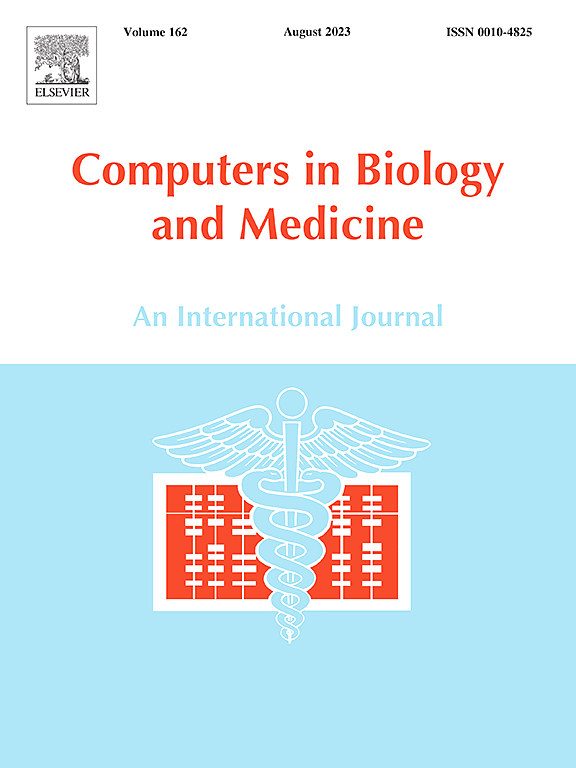 Volume 162 August 2023 ISSN 0010-4825
ELSEVIER
Computers in Biology
and Medicine
An International Journal